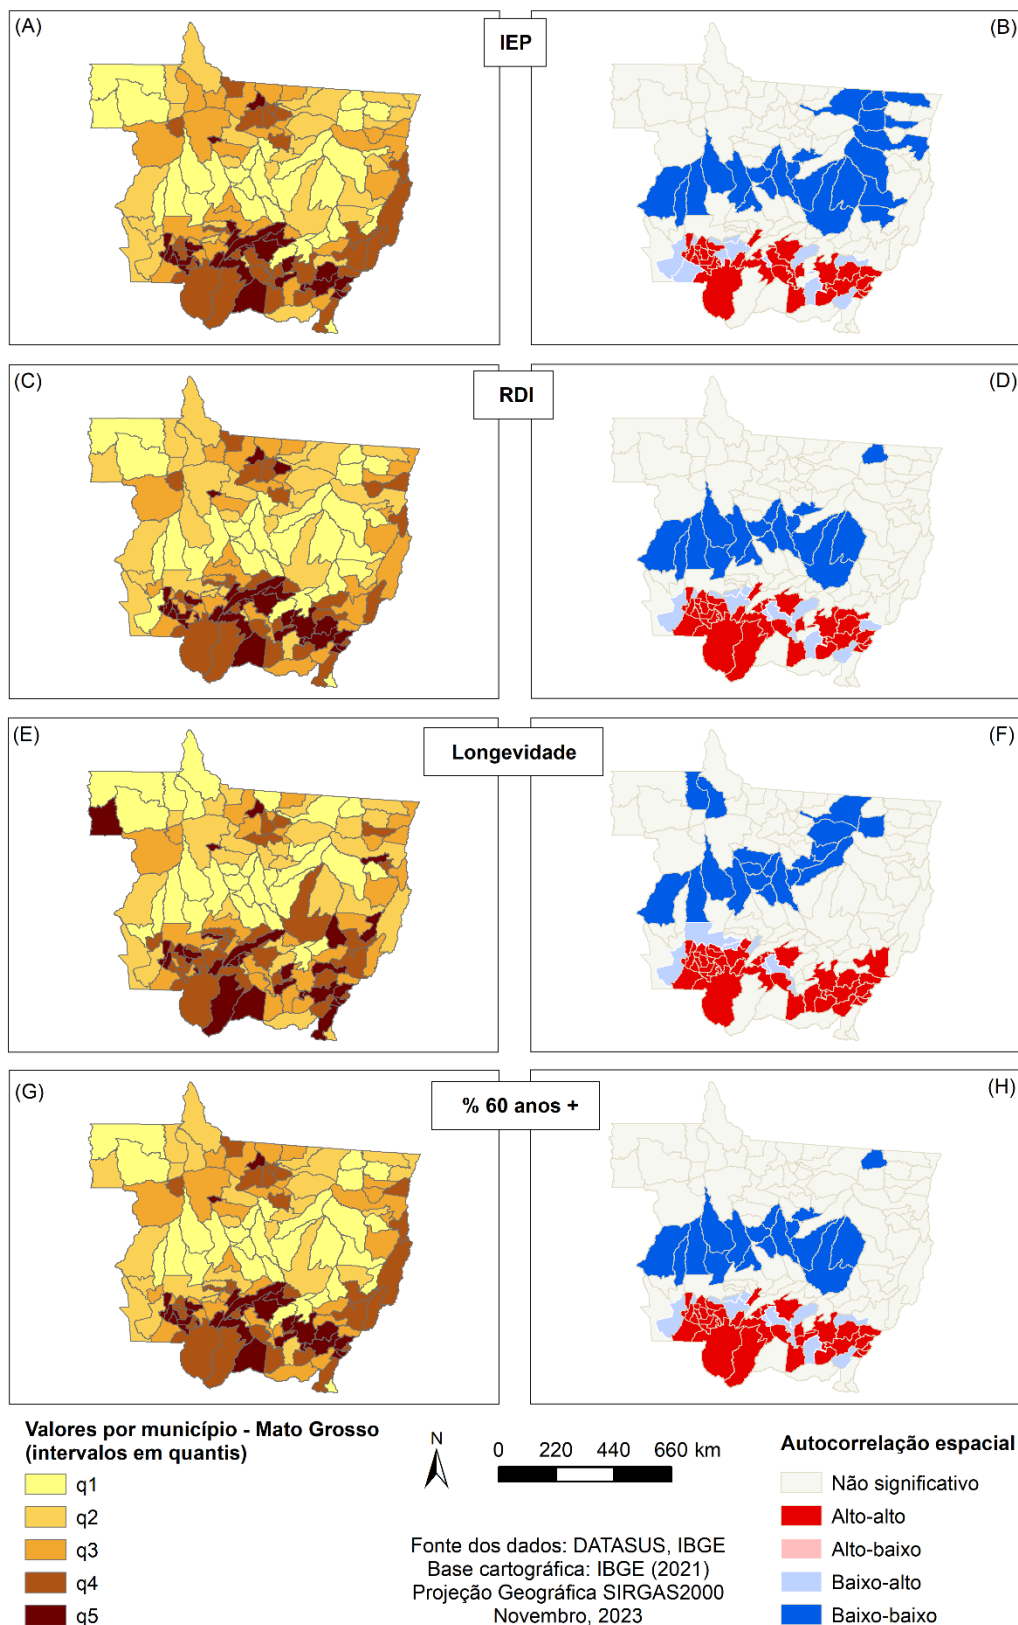 (A)
IEP
(B)
(C)
RDI
(D)
(E)
Longevidade
(F)
(G)
% 60 anos +
(H)
Valores por município - Mato Grosso
(intervalos em quantis)
q1
q2
q3
q4
q5
N
0 220 440 660 km
Fonte dos dados: DATASUS, IBGE
Base cartográfica: IBGE (2021)
Projeção Geográfica SIRGAS2000
Novembro, 2023
Autocorrelação espacial
Não significativo
Alto-alto
Alto-baixo
Baixo-alto
Baixo-baixo